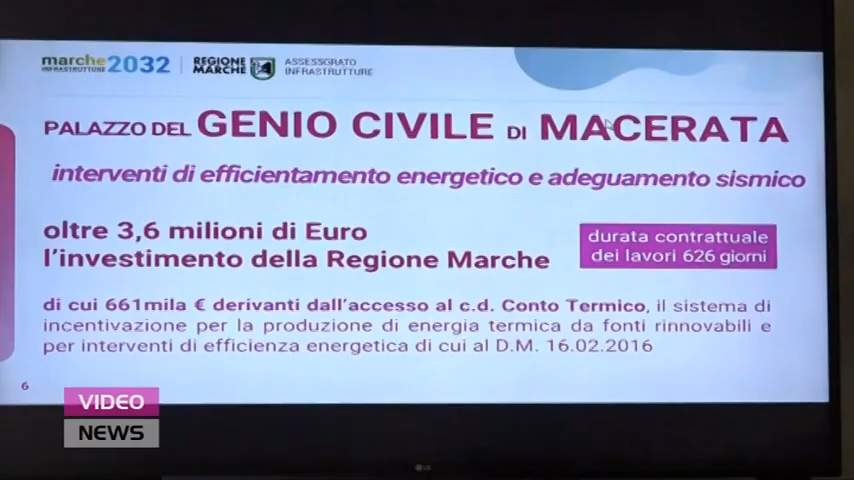 marche 2032
INFRASTRUTTURE
REGIONE
MARCHE
ASSESSORATO
INFRASTRUTTURE
PALAZZO DEL GENIO CIVILE DI MACERATA
interventi di efficientamento energetico e adeguamento sismico
oltre 3,6 milioni di Euro
l'investimento della Regione Marche
durata contrattuale
dei lavori 626 giorni
di cui 661mila € derivanti dall'accesso al c.d. Conto Termico, il sistema di
incentivazione per la produzione di energia termica da fonti rinnovabili e
per interventi di efficienza energetica di cui al D.M. 16.02.2016
6
VIDEO
NEWS
LG